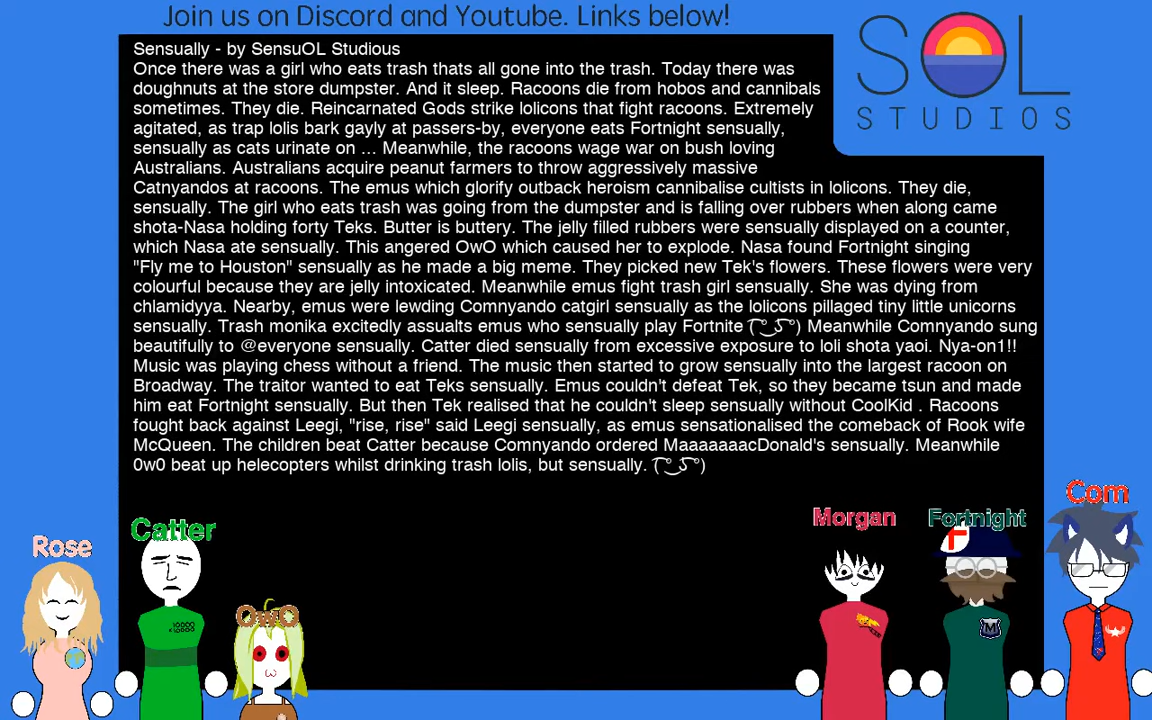 Join us on Discord and Youtube. Links below!
SOL
STUDIOS
Sensually - by SensuOL Studious
Once there was a girl who eats trash thats all gone into the trash. Today there was
doughnuts at the store dumpster. And it sleep. Racoons die from hobos and cannibals
sometimes. They die. Reincarnated Gods strike lolicons that fight racoons. Extremely
agitated, as trap lolis bark gayly at passers-by, everyone eats Fortnight sensually,
sensually as cats urinate on ... Meanwhile, the racoons wage war on bush loving
Australians. Australians acquire peanut farmers to throw aggressively massive
Catnyandos at racoons. The emus which glorify outback heroism cannibalise cultists in lolicons. They die,
sensually. The girl who eats trash was going from the dumpster and is falling over rubbers when along came
shota-Nasa holding forty Teks. Butter is buttery. The jelly filled rubbers were sensually displayed on a counter,
which Nasa ate sensually. This angered OwO which caused her to explode. Nasa found Fortnight singing
"Fly me to Houston" sensually as he made a big meme. They picked new Tek's flowers. These flowers were very
colourful because they are jelly intoxicated. Meanwhile emus fight trash girl sensually. She was dying from
chlamidyya. Nearby, emus were lewding Comnyando catgirl sensually as the lolicons pillaged tiny little unicorns
sensually. Trash monika excitedly assualts emus who sensually play Fortnite ( ͡° ͜ʖ ͡°) Meanwhile Comnyando sung
beautifully to @everyone sensually. Catter died sensually from excessive exposure to loli shota yaoi. Nya-on1!!
Music was playing chess without a friend. The music then started to grow sensually into the largest racoon on
Broadway. The traitor wanted to eat Teks sensually. Emus couldn't defeat Tek, so they became tsun and made
him eat Fortnight sensually. But then Tek realised that he couldn't sleep sensually without CoolKid . Racoons
fought back against Leegi, "rise, rise" said Leegi sensually, as emus sensationalised the comeback of Rook wife
McQueen. The children beat Catter because Comnyando ordered MaaaaaaacDonald's sensually. Meanwhile
0w0 beat up helecopters whilst drinking trash lolis, but sensually. ( ͡° ͜ʖ ͡°)
Rose
Catter
OwO
Morgan
Fortnight
Corn
10000
×10000
F
M